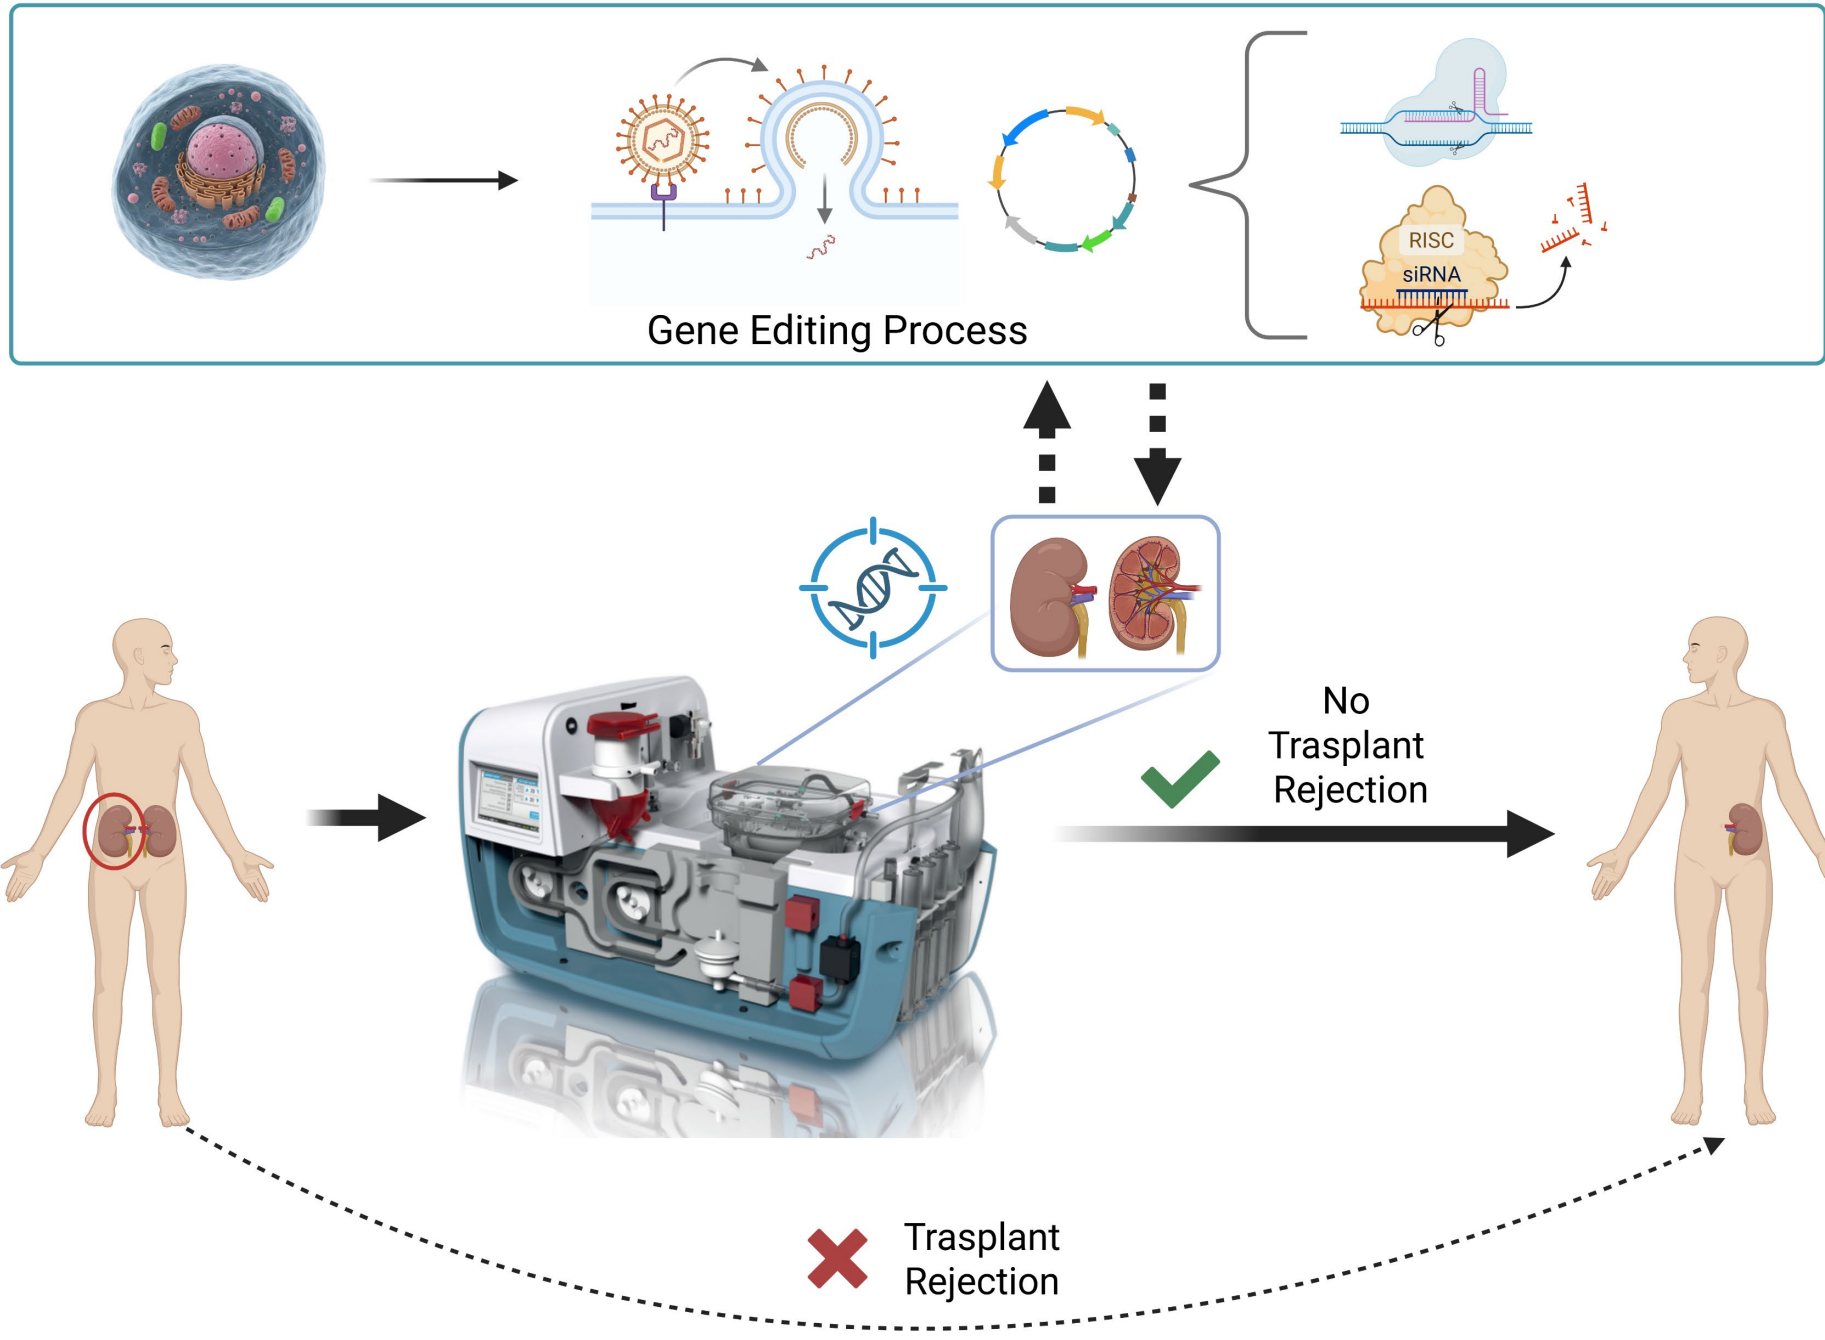 RISC
siRNA
Gene Editing Process
No
Trasplant
Rejection
Trasplant
Rejection